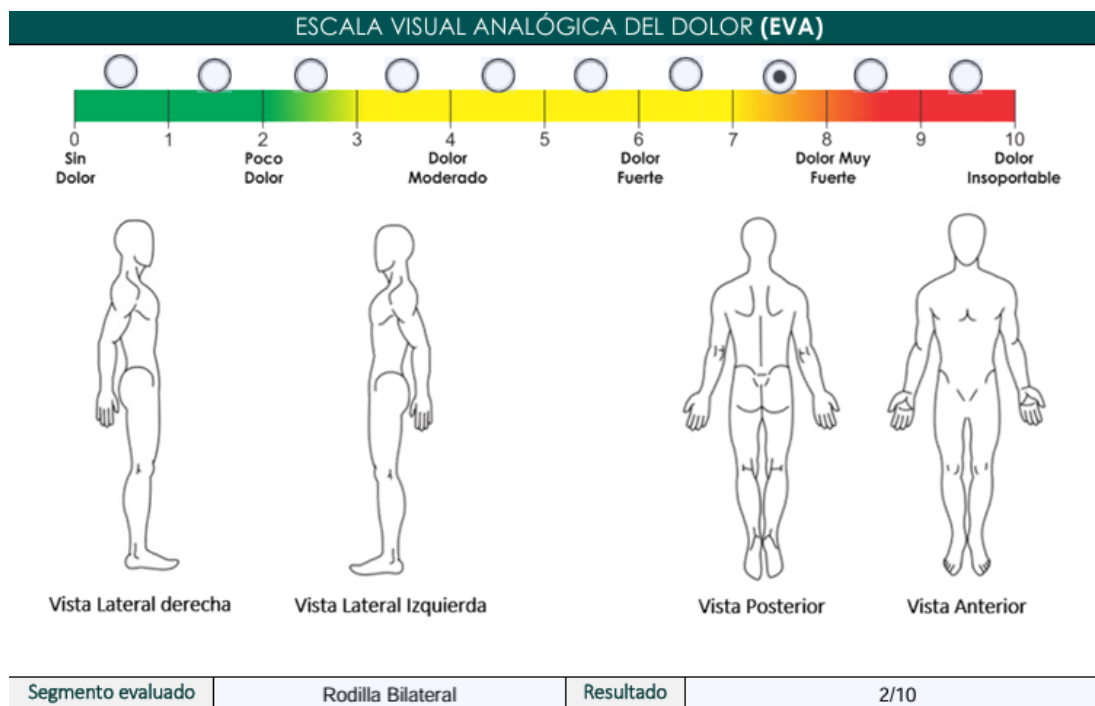 ESCALA VISUAL ANALÓGICA DEL DOLOR (EVA)
0 1 2 3 4 5 6 7 8 9 10
Sin Dolor
Poco Dolor
Dolor Moderado
Dolor Fuerte
Dolor Muy Fuerte
Dolor Insoportable
Vista Lateral derecha
Vista Lateral Izquierda
Vista Posterior
Vista Anterior
Segmento evaluado Rodilla Bilateral Resultado 2/10